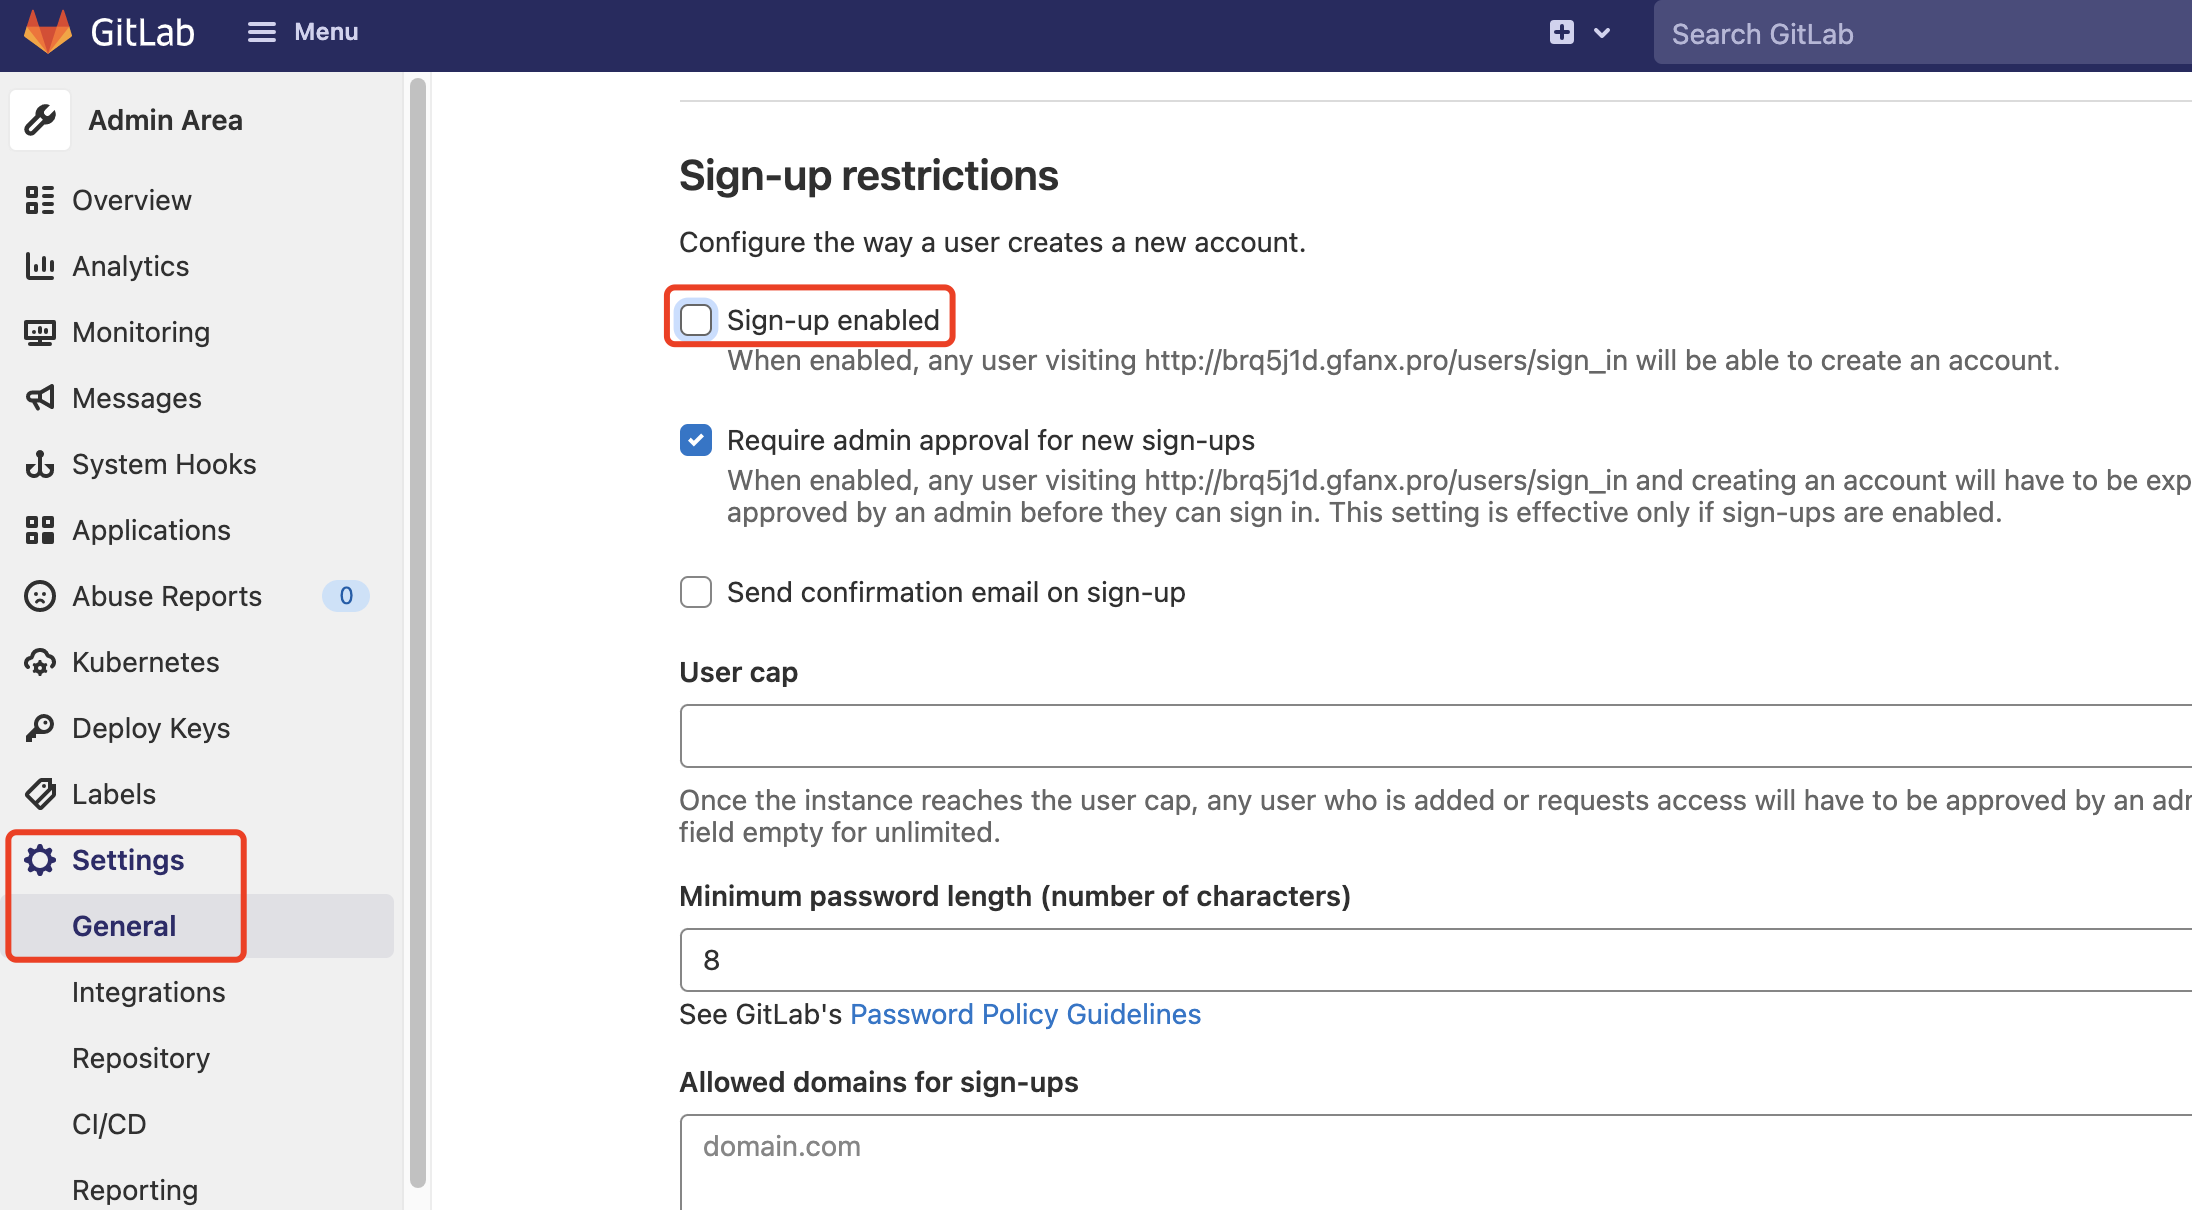 GitLab
Menu
Search GitLab
Admin Area
Overview
Analytics
Monitoring
Messages
System Hooks
Applications
Abuse Reports 0
Kubernetes
Deploy Keys
Labels
Settings
General
Integrations
Repository
CI/CD
Reporting
Sign-up restrictions
Configure the way a user creates a new account.
Sign-up enabled
When enabled, any user visiting http://brq5j1d.gfanx.pro/users/sign_in will be able to create an account.
Require admin approval for new sign-ups
When enabled, any user visiting http://brq5j1d.gfanx.pro/users/sign_in and creating an account will have to be exp
approved by an admin before they can sign in. This setting is effective only if sign-ups are enabled.
Send confirmation email on sign-up
User cap
Once the instance reaches the user cap, any user who is added or requests access will have to be approved by an adm
field empty for unlimited.
Minimum password length (number of characters)
8
See GitLab's Password Policy Guidelines
Allowed domains for sign-ups
domain.com